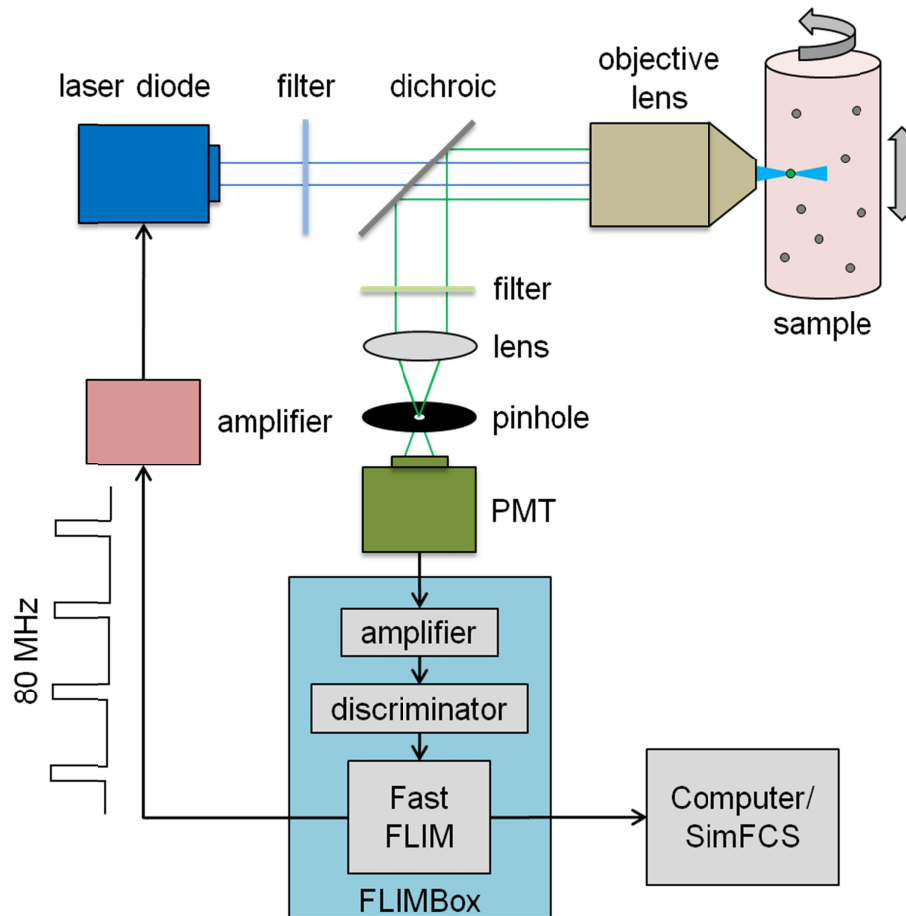 laser diode
filter
dichroic
objective
lens
sample
filter
lens
pinhole
PMT
amplifier
80 MHz
amplifier
discriminator
Fast
FLIM
FLIMBox
Computer/
SimFCS